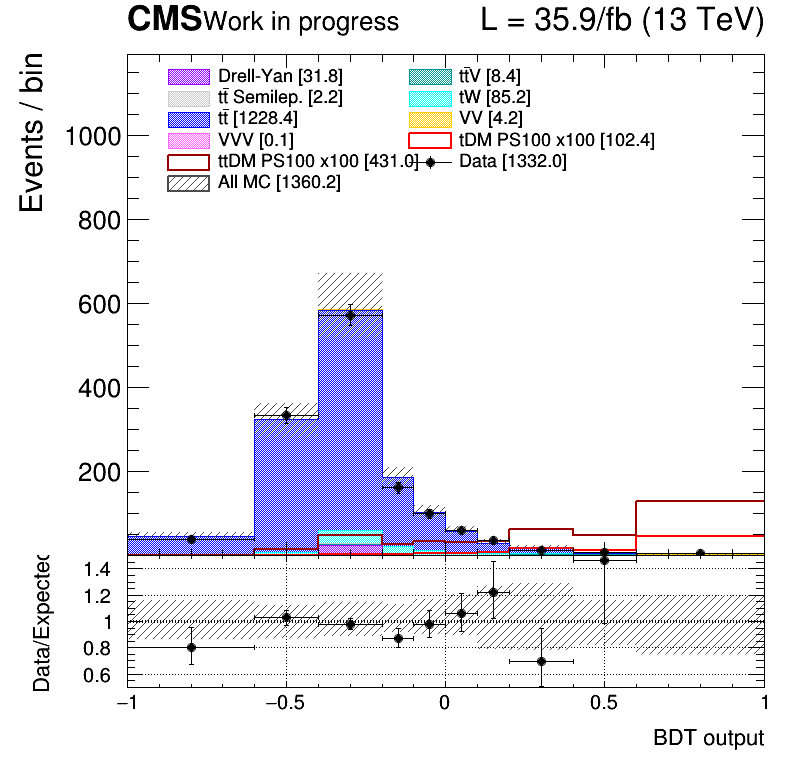 CMS Work in progress L = 35.9/fb (13 TeV)
Events / bin
Drell-Yan [31.8] tt̄V [8.4]
tt̄ Semilep. [2.2] tW [85.2]
tt̄ [1228.4] VV [4.2]
VVV [0.1] tDM PS100 x100 [102.4]
ttDM PS100 x100 [431.0] Data [1332.0]
All MC [1360.2]
1000
800
600
400
200
Data/Expected
1.4
1.2
1
0.8
0.6
−1 −0.5 0 0.5 1
BDT output